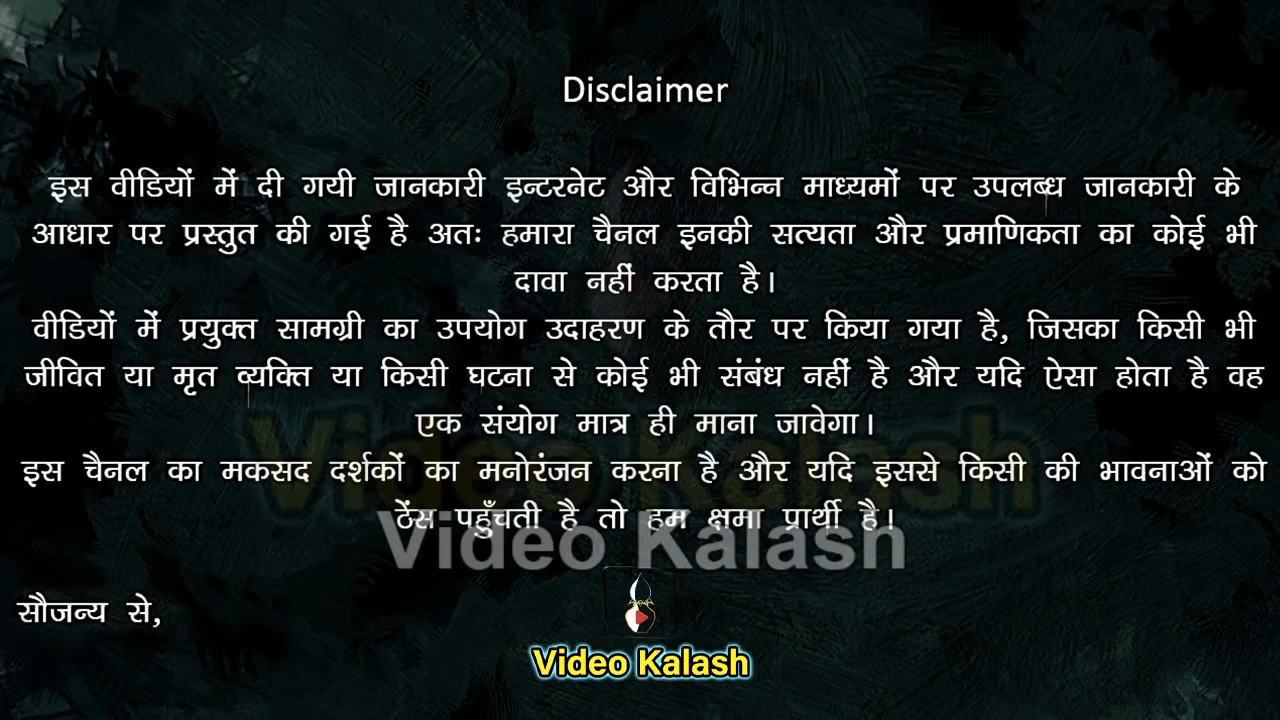 Disclaimer
इस वीडियों में दी गयी जानकारी इन्टरनेट और विभिन्न माध्यमों पर उपलब्ध जानकारी के
आधार पर प्रस्तुत की गई है अतः हमारा चैनल इनकी सत्यता और प्रमाणिकता का कोई भी
दावा नहीं करता है।
वीडियों में प्रयुक्त सामग्री का उपयोग उदाहरण के तौर पर किया गया है, जिसका किसी भी
जीवित या मृत व्यक्ति या किसी घटना से कोई भी संबंध नहीं है और यदि ऐसा होता है वह
एक संयोग मात्र ही माना जावेगा।
Video Kalash
इस चैनल का मकसद दर्शकों का मनोरंजन करना है और यदि इससे किसी की भावनाओं को
ठेंस पहुँचती है तो हम क्षमा प्रार्थी है।
Video Kalash
सौजन्य से,
Video Kalash